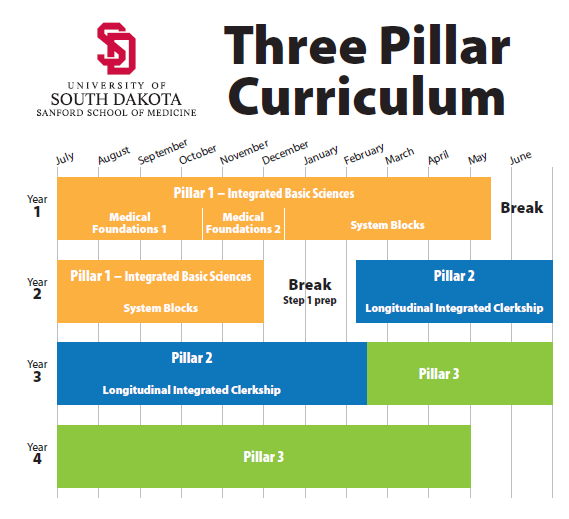 Three Pillar
Curriculum
UNIVERSITY OF
SOUTH DAKOTA
SANFORD SCHOOL OF MEDICINE
July August September October November December January February March April May June
Year
1
Pillar 1 – Integrated Basic Sciences
Medical
Foundations 1
Medical
Foundations 2
System Blocks
Break
Year
2
Pillar 1 – Integrated Basic Sciences
System Blocks
Break
Step 1 prep
Pillar 2
Longitudinal Integrated Clerkship
Year
3
Pillar 2
Longitudinal Integrated Clerkship
Pillar 3
Year
4
Pillar 3